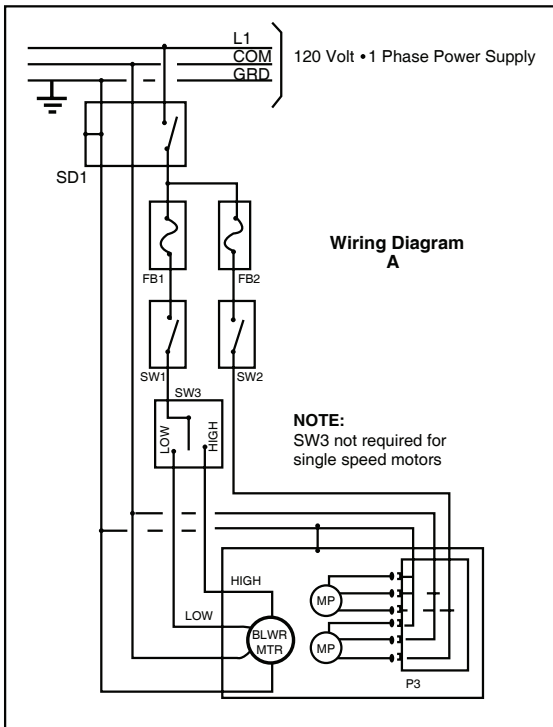 L1
COM
GRD
120 Volt • 1 Phase Power Supply
SD1
Wiring Diagram
A
FB1
FB2
SW1
SW2
SW3
LOW
HIGH
NOTE:
SW3 not required for
single speed motors
HIGH
LOW
BLWR
MTR
MP
MP
P3